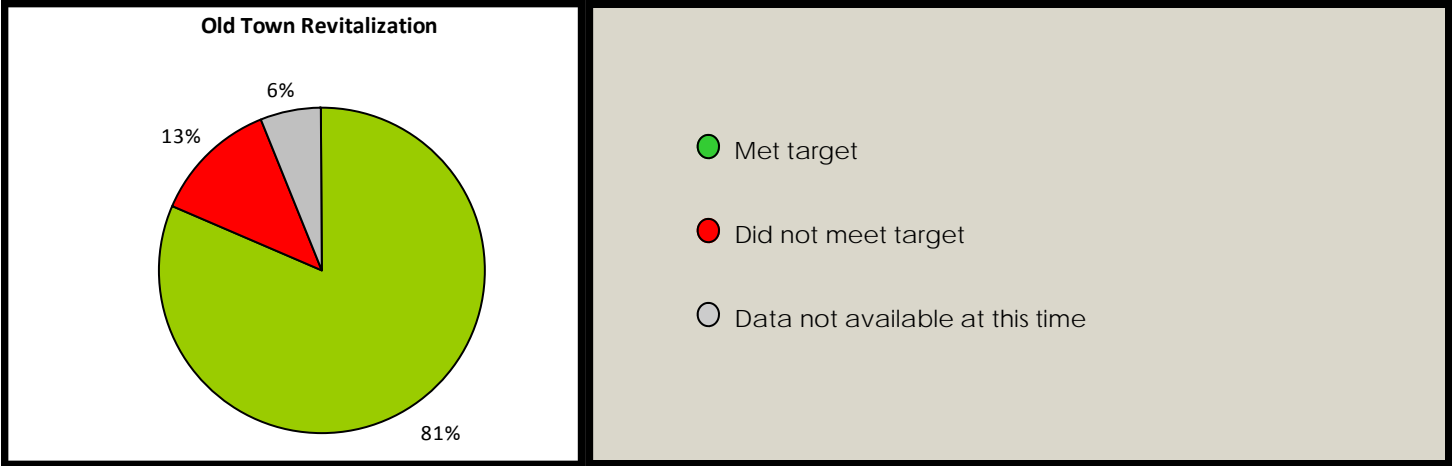 Old Town Revitalization
6%
13%
81%
Met target
Did not meet target
Data not available at this time